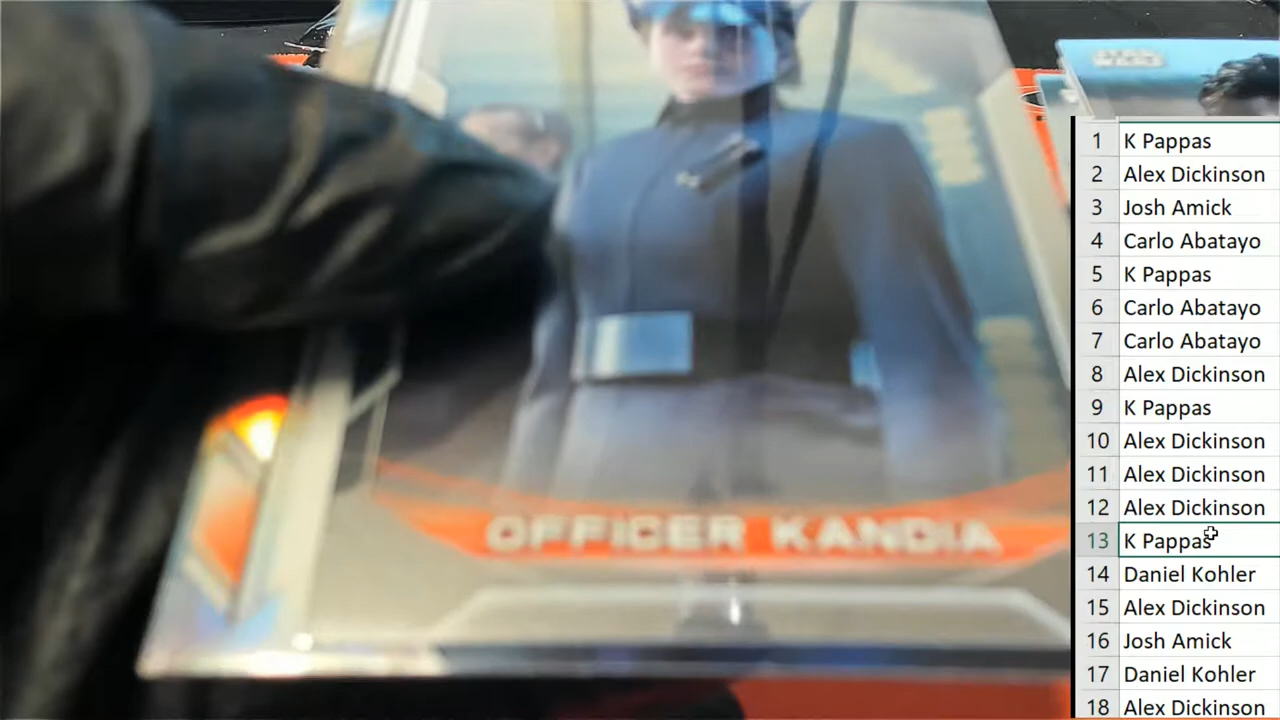 STAR
WARS
OFFICER KANDIA
1 K Pappas
2 Alex Dickinson
3 Josh Amick
4 Carlo Abatayo
5 K Pappas
6 Carlo Abatayo
7 Carlo Abatayo
8 Alex Dickinson
9 K Pappas
10 Alex Dickinson
11 Alex Dickinson
12 Alex Dickinson
13 K Pappas
14 Daniel Kohler
15 Alex Dickinson
16 Josh Amick
17 Daniel Kohler
18 Alex Dickinson